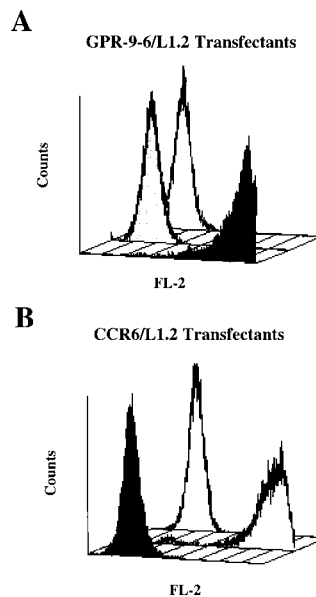 A
GPR-9-6/L1.2 Transfectants
Counts
FL-2
B
CCR6/L1.2 Transfectants
Counts
FL-2